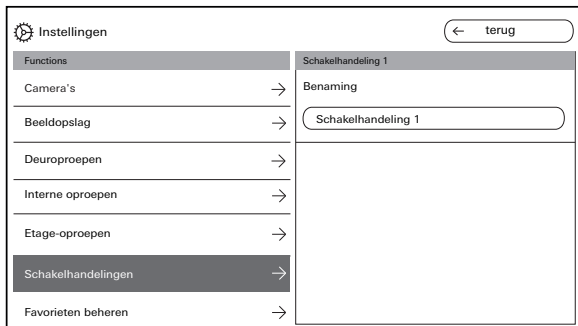 Instellingen
← terug
Functions
Camera's →
Beeldopslag →
Deuroproepen →
Interne oproepen →
Etage-oproepen →
Schakelhandelingen →
Favorieten beheren →
Schakelhandeling 1
Benaming
Schakelhandeling 1